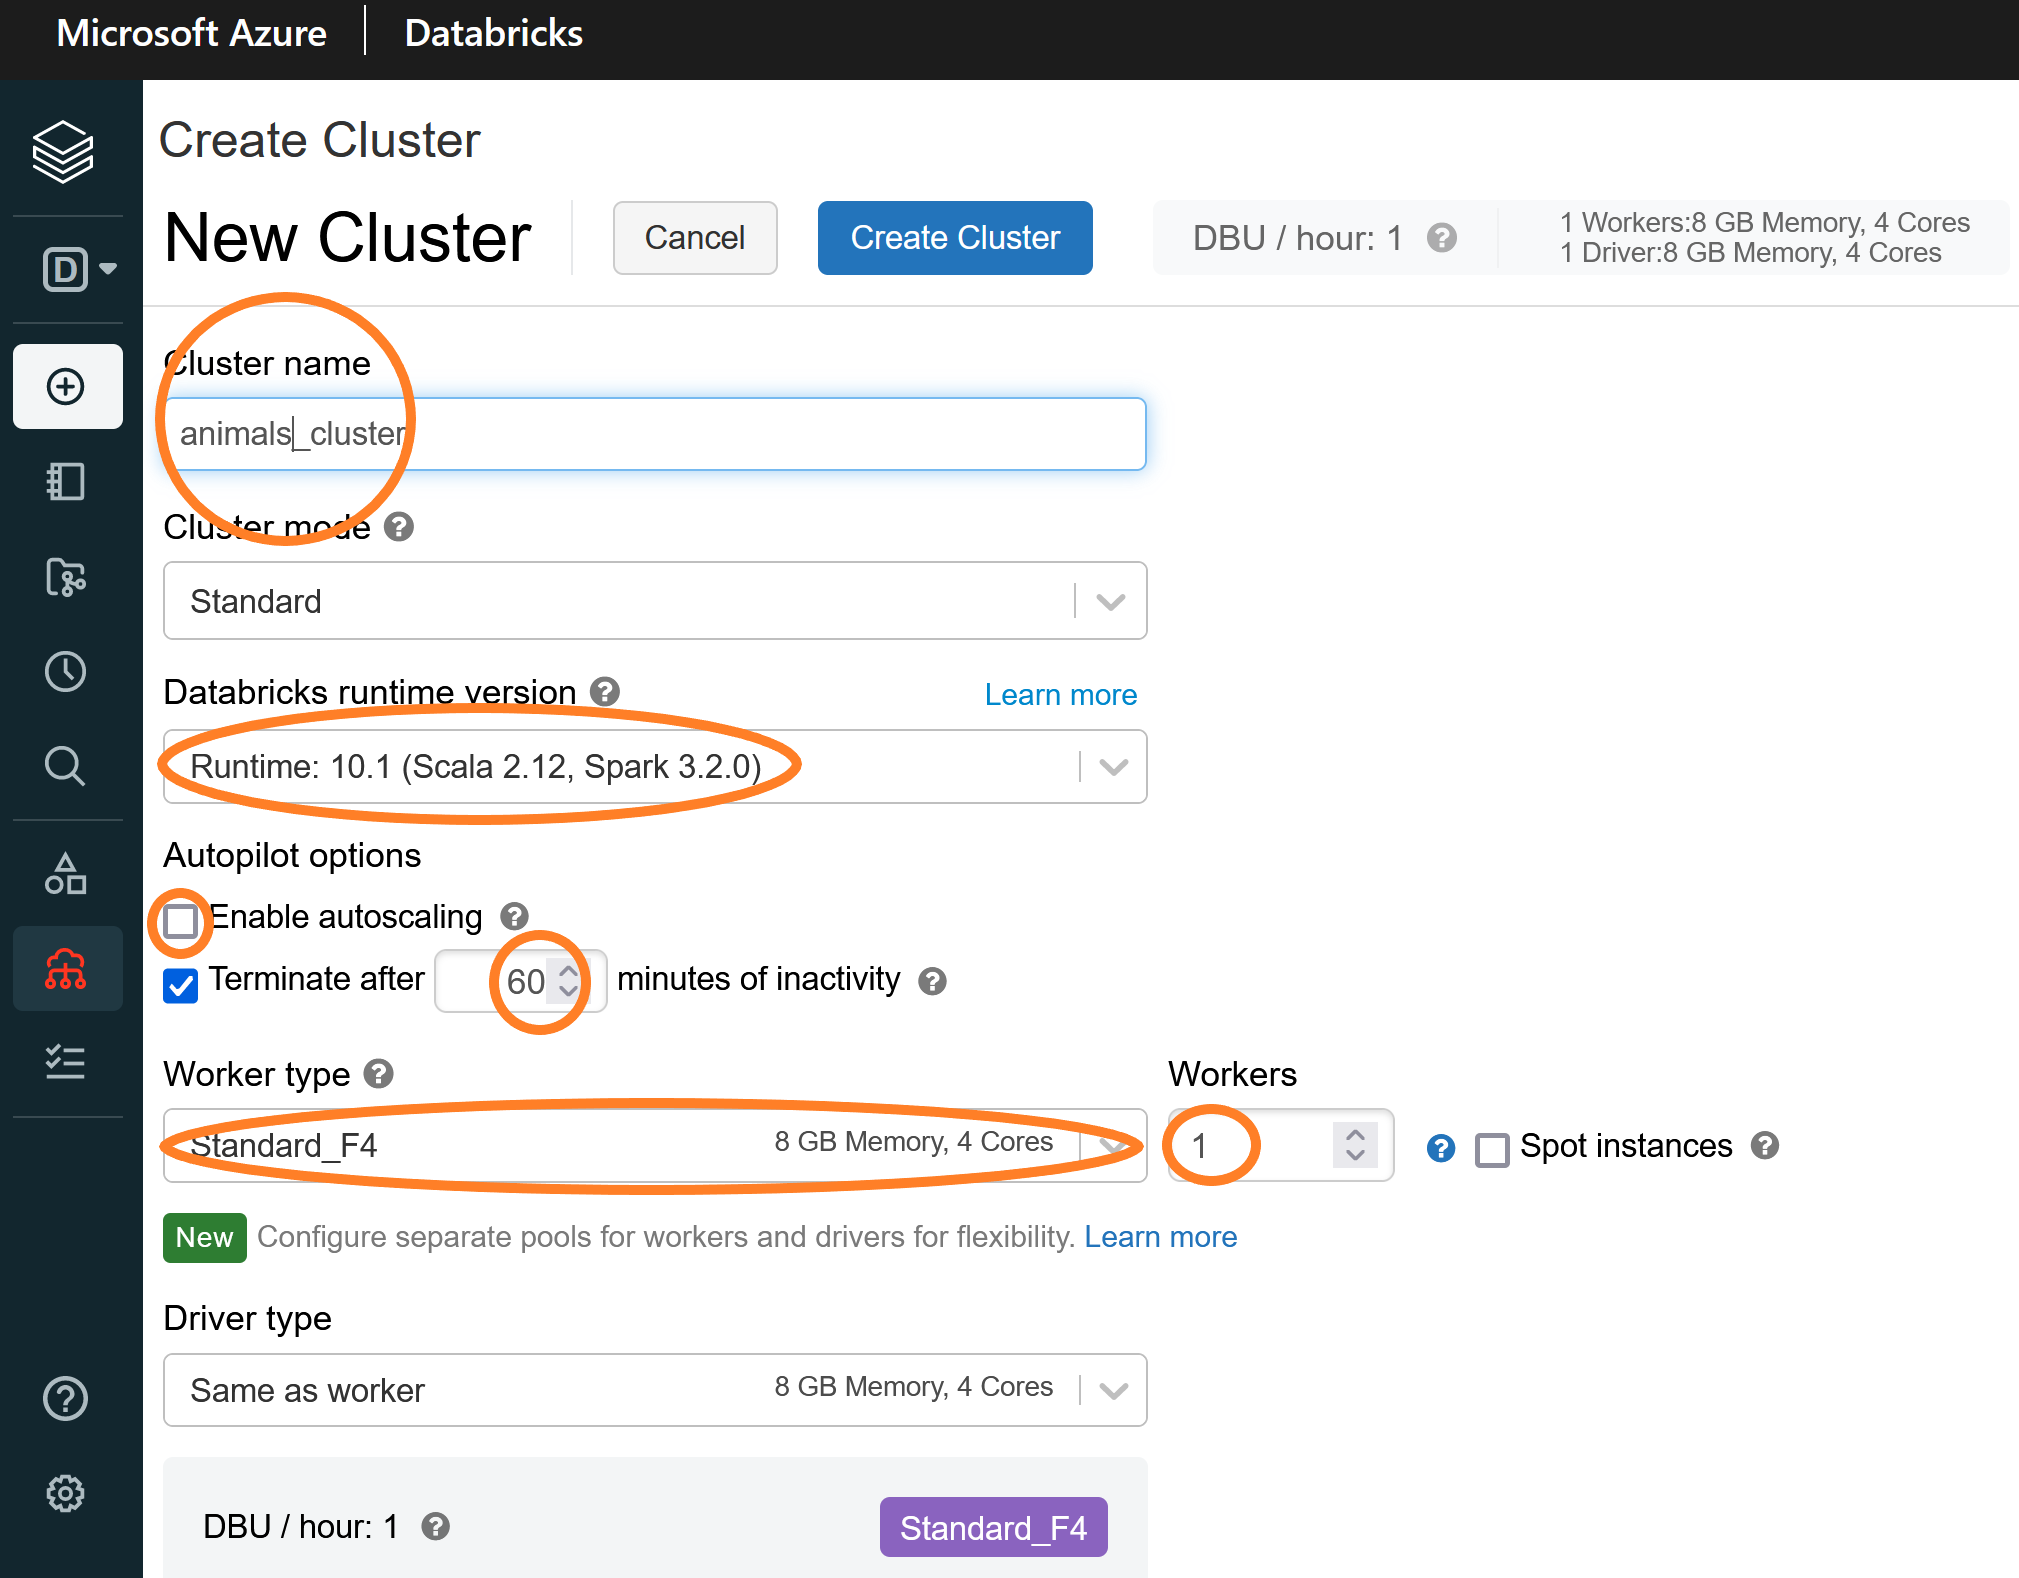 Microsoft Azure | Databricks
Create Cluster
New Cluster Cancel Create Cluster DBU / hour: 1 ?
1 Workers:8 GB Memory, 4 Cores
1 Driver:8 GB Memory, 4 Cores
D
Cluster name
animals_cluster
Cluster mode ?
Standard
Databricks runtime version ? Learn more
Runtime: 10.1 (Scala 2.12, Spark 3.2.0)
Autopilot options
Enable autoscaling ?
Terminate after 60 minutes of inactivity ?
Worker type ? Workers
Standard_F4 8 GB Memory, 4 Cores 1 ? Spot instances ?
New Configure separate pools for workers and drivers for flexibility. Learn more
Driver type
Same as worker 8 GB Memory, 4 Cores
?
DBU / hour: 1 ? Standard_F4